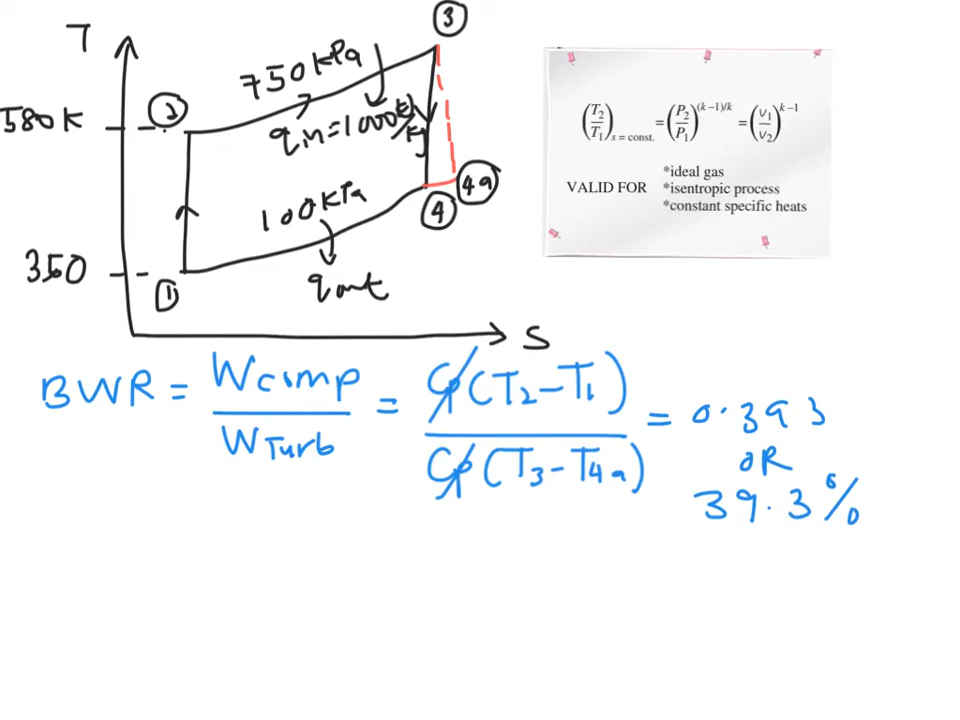 T
③
750 kPa
580 K
②
qin = 1000 kJ/kg
4a
100 kPa
④
350
qout
①
S
BWR = Wcomp / WTurb = Cp(T2 – T1) / Cp(T3 – T4a) = 0.393
OR
39.3%
(T2/T1)s = const. = (P2/P1)^(k−1)/k = (v1/v2)^k−1
*ideal gas
VALID FOR *isentropic process
*constant specific heats